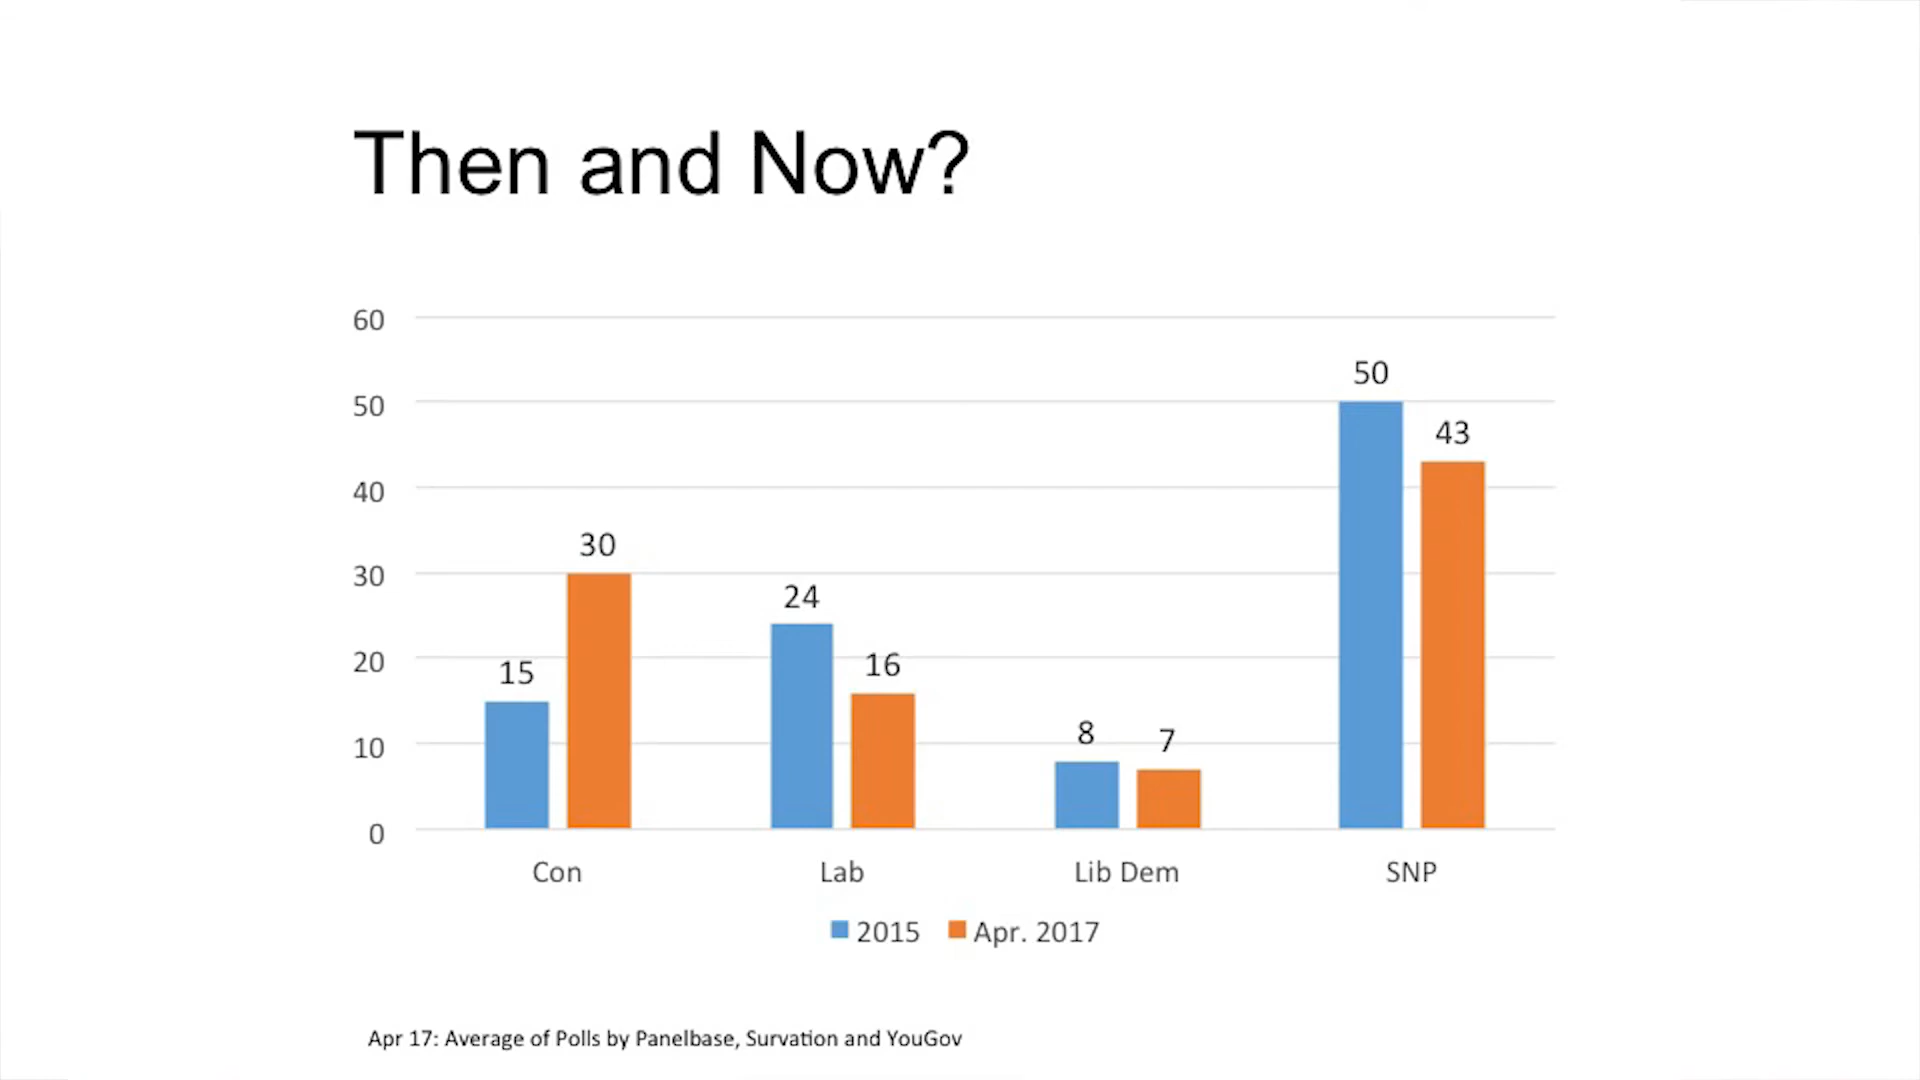 Then and Now?
60
50
40
30
20
10
0
15
30
24
16
8
7
50
43
Con
Lab
Lib Dem
SNP
2015
Apr. 2017
Apr 17: Average of Polls by Panelbase, Survation and YouGov